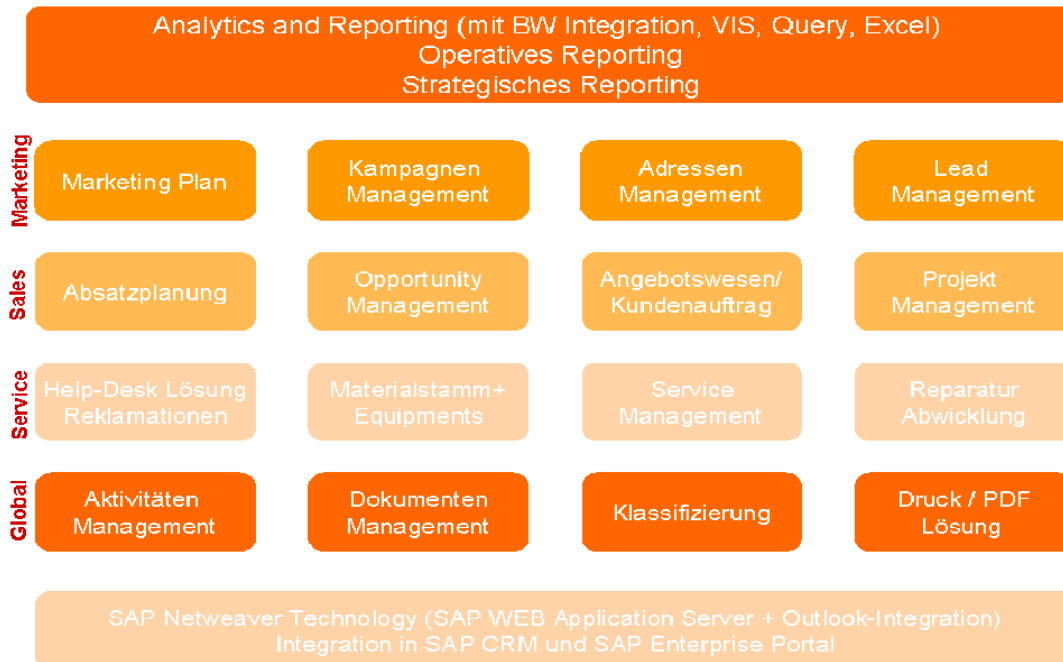 Analytics and Reporting (mit BW Integration, VIS, Query, Excel)
Operatives Reporting
Strategisches Reporting
Marketing
Marketing Plan
Kampagnen
Management
Adressen
Management
Lead
Management
Sales
Absatzplanung
Opportunity
Management
Angebotswesen/
Kundenauftrag
Projekt
Management
Service
Help-Desk Lösung
Reklamationen
Materialstamm+
Equipments
Service
Management
Reparatur
Abwicklung
Global
Aktivitäten
Management
Dokumenten
Management
Klassifizierung
Druck / PDF
Lösung
SAP Netweaver Technology (SAP WEB Application Server + Outlook-Integration)
Integration in SAP CRM und SAP Enterprise Portal